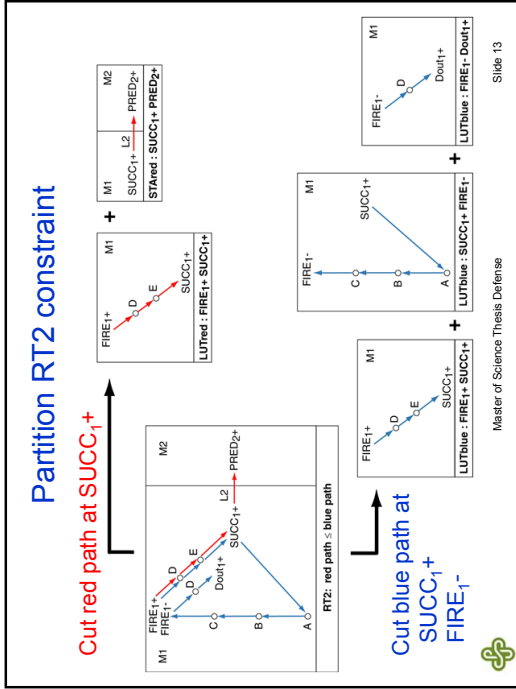 Partition RT2 constraint
Cut red path at SUCC₁+
M1
FIRE₁+
D
E
SUCC₁+
LUTred : FIRE₁+ SUCC₁+
+
M1
M2
SUCC₁+
L2
PRED₂+
STAred : SUCC₁+ PRED₂+
M1
M2
FIRE₁+
FIRE₁-
D
E
D
Dout₁+
SUCC₁+
L2
PRED₂+
C
B
A
RT2: red path ≤ blue path
Cut blue path at
SUCC₁+
FIRE₁-
M1
FIRE₁+
D
E
SUCC₁+
LUTblue : FIRE₁+ SUCC₁+
+
M1
FIRE₁-
C
B
A
SUCC₁+
LUTblue : SUCC₁+ FIRE₁-
+
M1
FIRE₁-
D
Dout₁+
LUTblue : FIRE₁- Dout₁+
Master of Science Thesis Defense
Slide 13